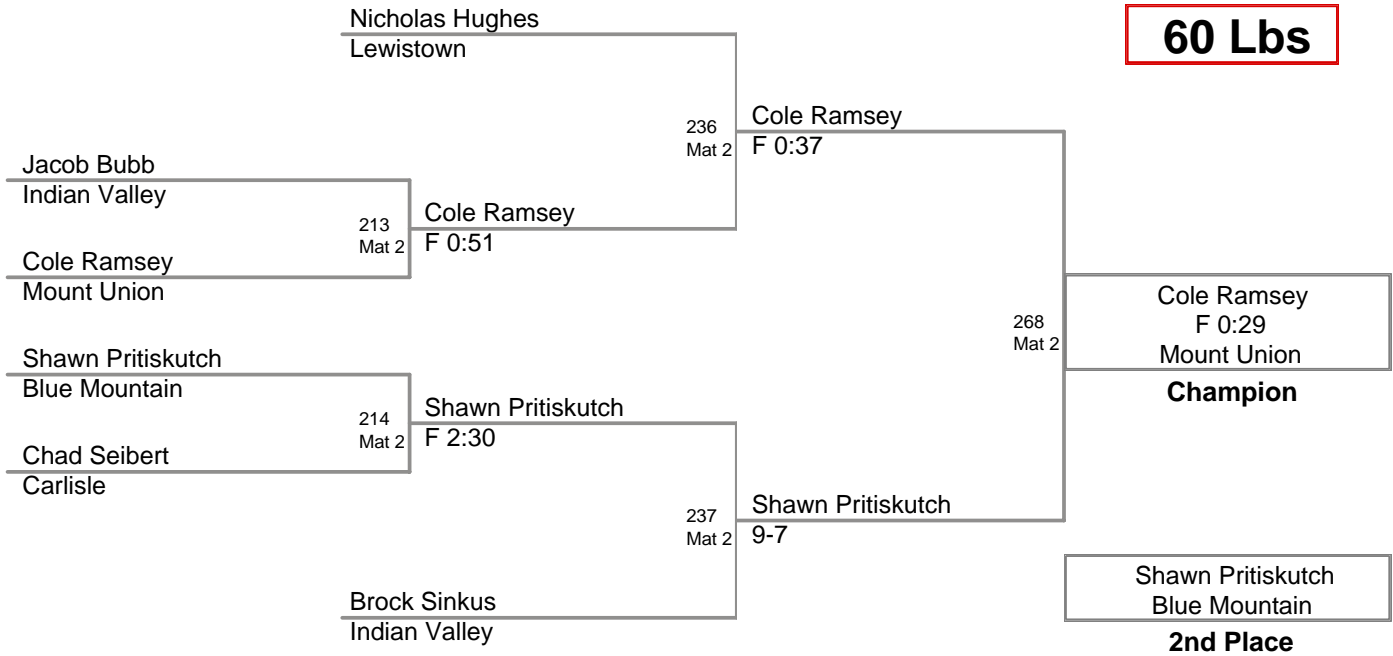 Nicholas Hughes
Lewistown
60 Lbs
236
Mat 2
Cole Ramsey
F 0:37
Jacob Bubb
Indian Valley
213
Mat 2
Cole Ramsey
F 0:51
Cole Ramsey
Mount Union
268
Mat 2
Cole Ramsey
F 0:29
Mount Union
Champion
Shawn Pritiskutch
Blue Mountain
214
Mat 2
Shawn Pritiskutch
F 2:30
Chad Seibert
Carlisle
237
Mat 2
Shawn Pritiskutch
9-7
Brock Sinkus
Indian Valley
Shawn Pritiskutch
Blue Mountain
2nd Place